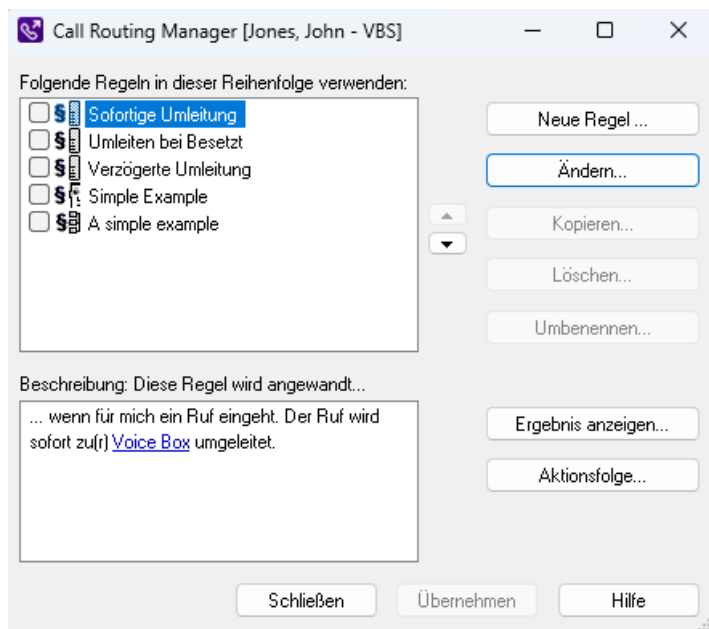 Call Routing Manager [Jones, John - VBS]
Folgende Regeln in dieser Reihenfolge verwenden:
§ Sofortige Umleitung
§ Umleiten bei Besetzt
§ Verzögerte Umleitung
§ Simple Example
§ A simple example
Neue Regel ...
Ändern...
Kopieren...
Löschen...
Umbenennen...
Beschreibung: Diese Regel wird angewandt...
... wenn für mich ein Ruf eingeht. Der Ruf wird
sofort zu(r) Voice Box umgeleitet.
Ergebnis anzeigen...
Aktionsfolge...
Schließen
Übernehmen
Hilfe